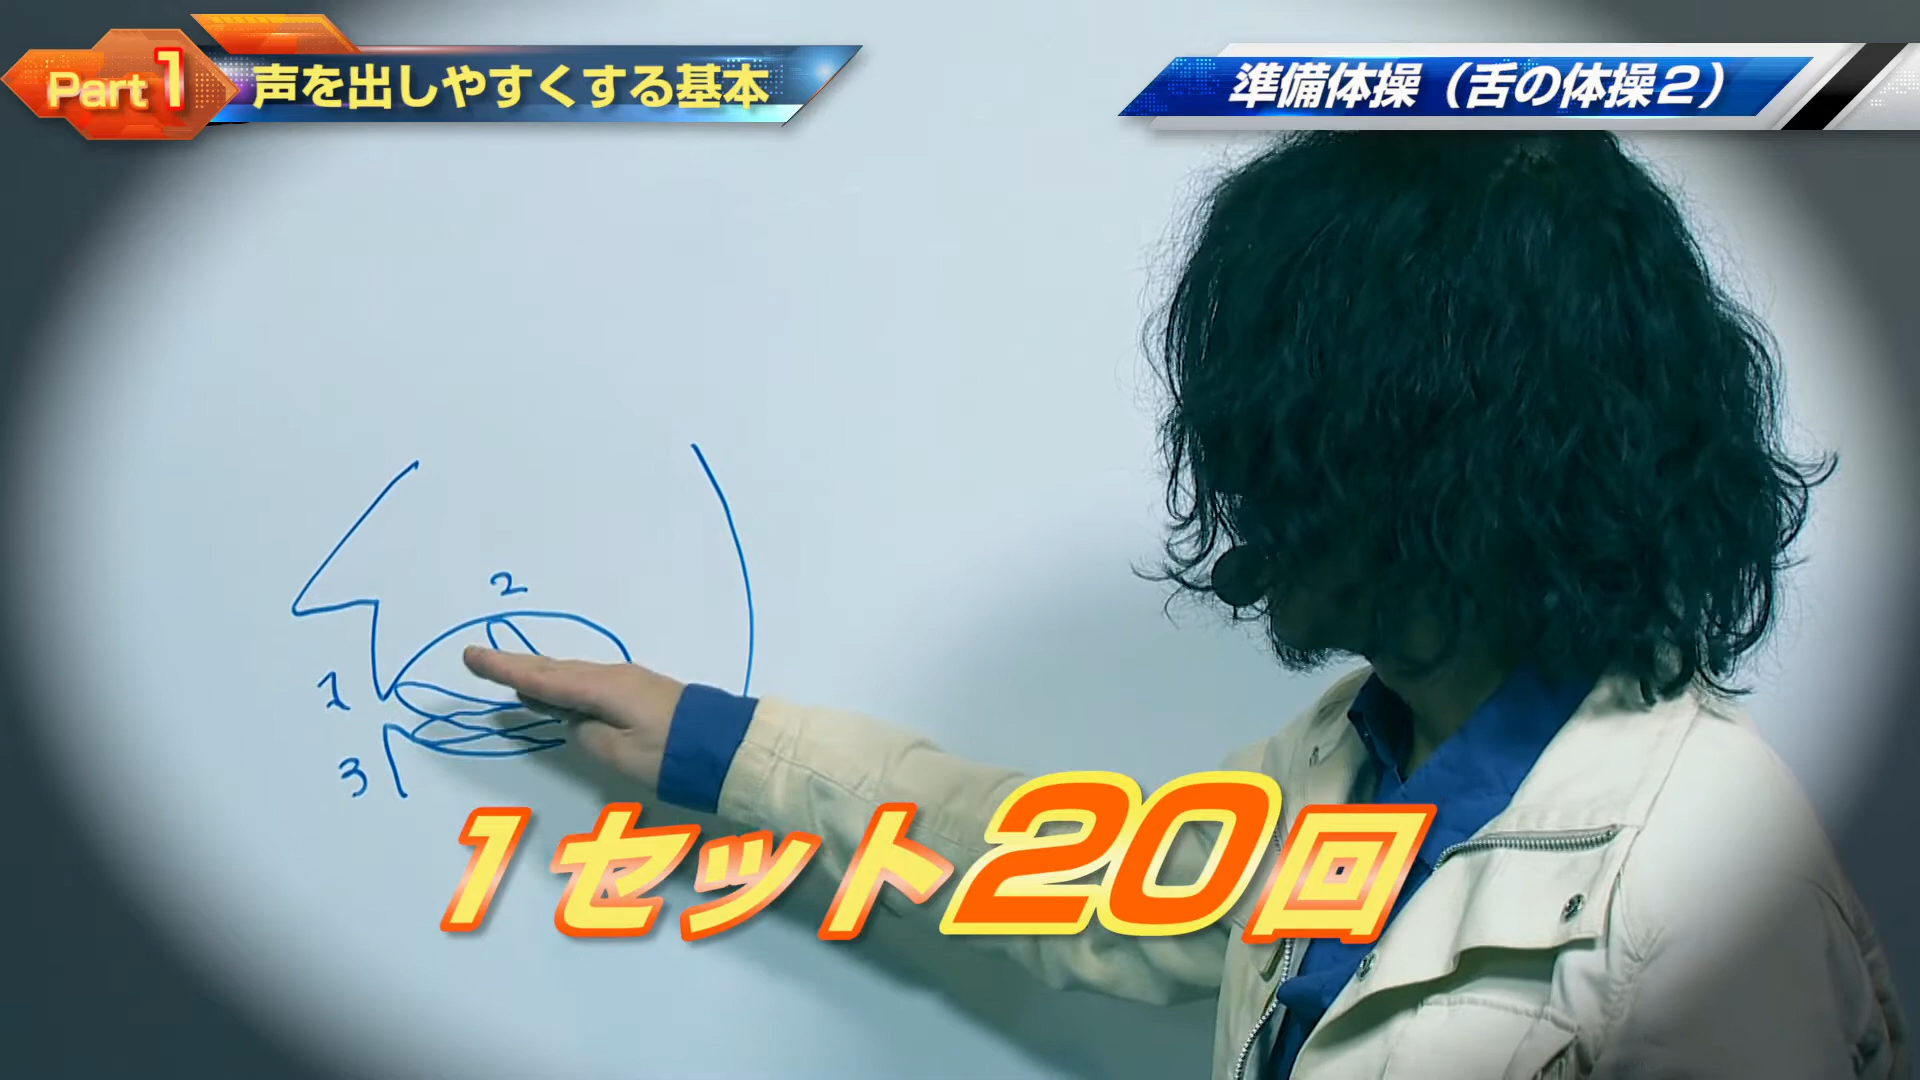 Part 1 声を出しやすくする基本
準備体操（舌の体操２）
2
1
3
１セット20回